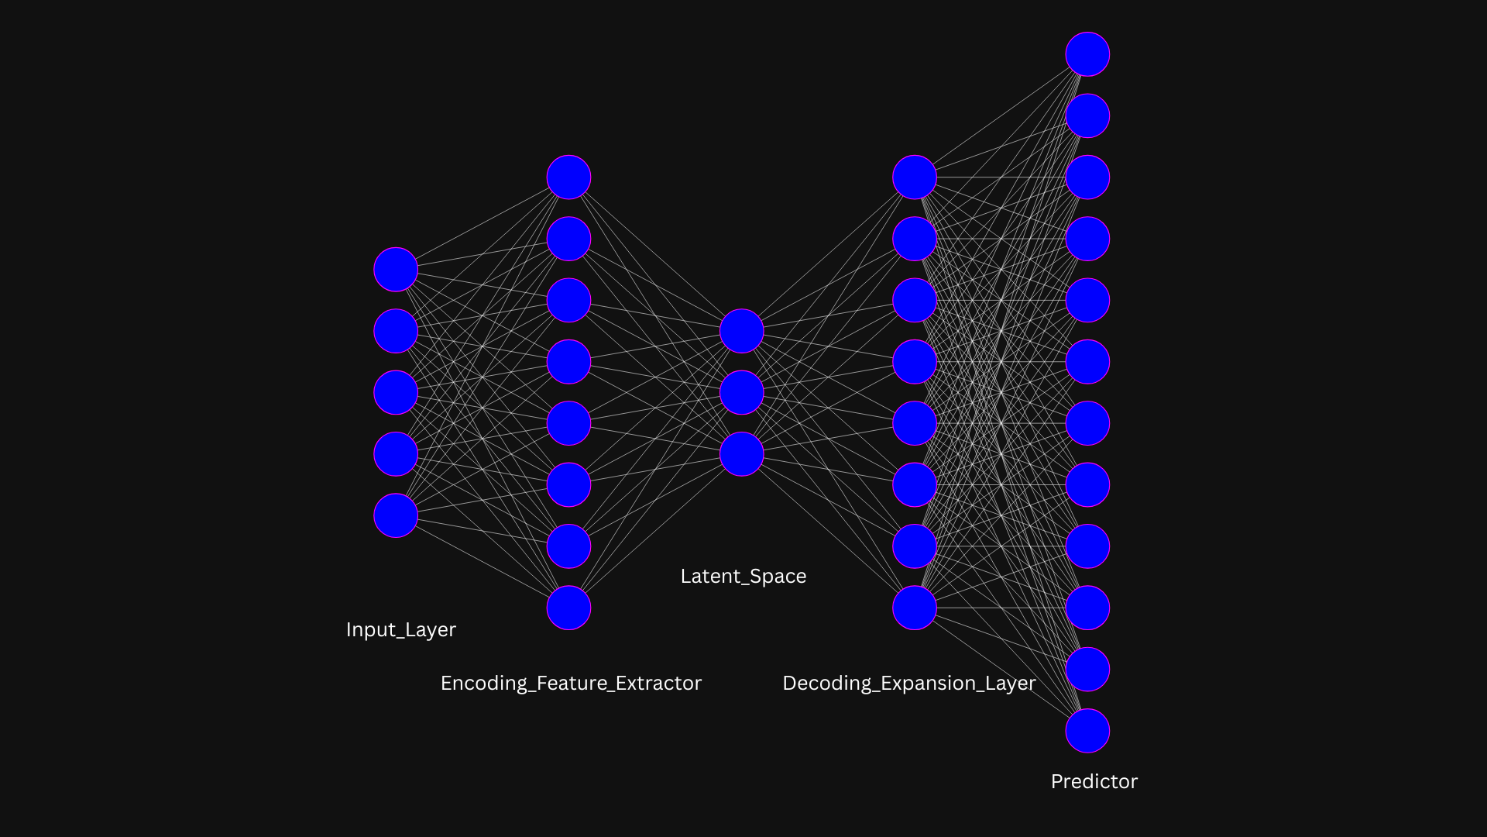 Latent_Space
Input_Layer
Encoding_Feature_Extractor
Decoding_Expansion_Layer
Predictor